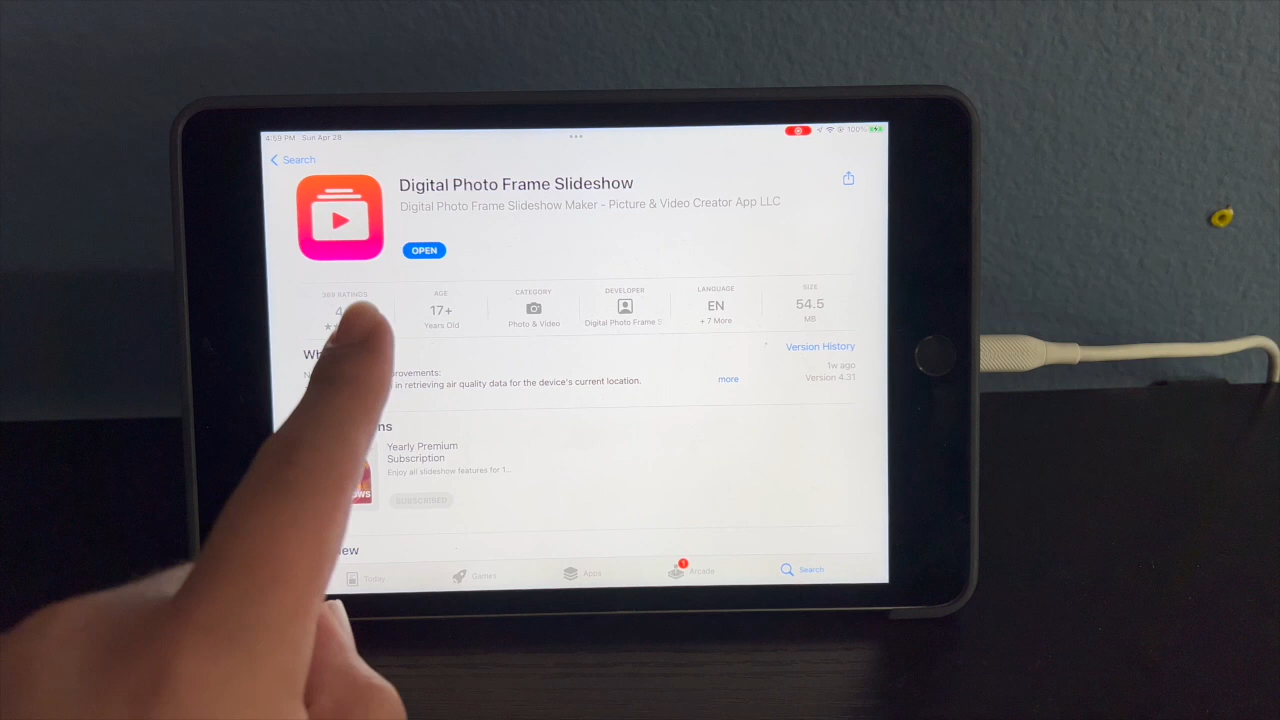 4:59 PM Sun Apr 28
100%
Search
Digital Photo Frame Slideshow
Digital Photo Frame Slideshow Maker - Picture & Video Creator App LLC
OPEN
369 RATINGS
4
AGE
17+
Years Old
CATEGORY
Photo & Video
DEVELOPER
Digital Photo Frame
LANGUAGE
EN
+ 7 More
SIZE
54.5
MB
Version History
provements:
in retrieving air quality data for the device's current location.
more
1w ago
Version 4.31
ns
Yearly Premium
Subscription
Enjoy all slideshow features for 1...
SUBSCRIBED
ows
iew
Today
Games
Apps
1
Arcade
Search